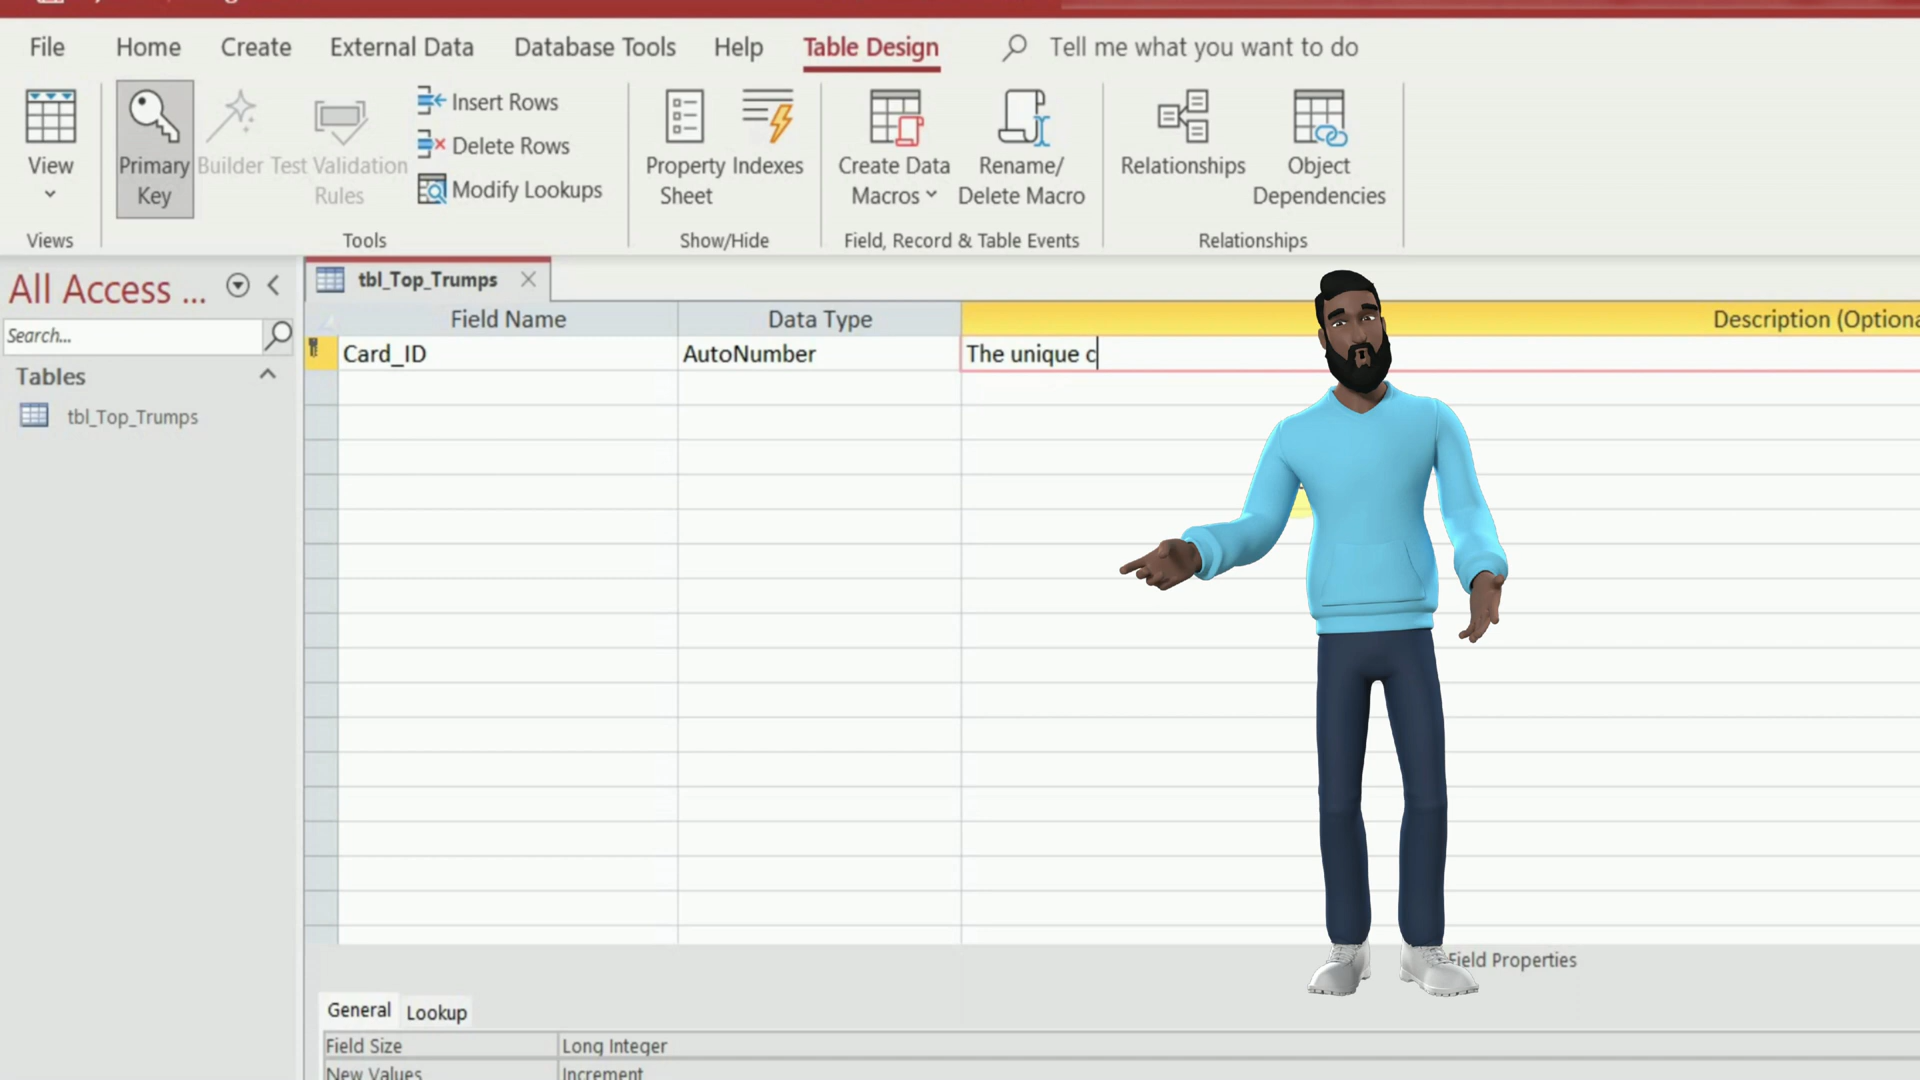 File Home Create External Data Database Tools Help Table Design Tell me what you want to do
View
Primary Key
Builder
Test Validation Rules
Insert Rows
Delete Rows
Modify Lookups
Property Sheet
Indexes
Create Data Macros
Rename/ Delete Macro
Relationships
Object Dependencies
Views Tools Show/Hide Field, Record & Table Events Relationships
All Access ...
Search...
Tables
tbl_Top_Trumps
tbl_Top_Trumps
Field Name Data Type Description (Optiona
Card_ID AutoNumber The unique c
Field Properties
General Lookup
Field Size Long Integer
New Values Increment